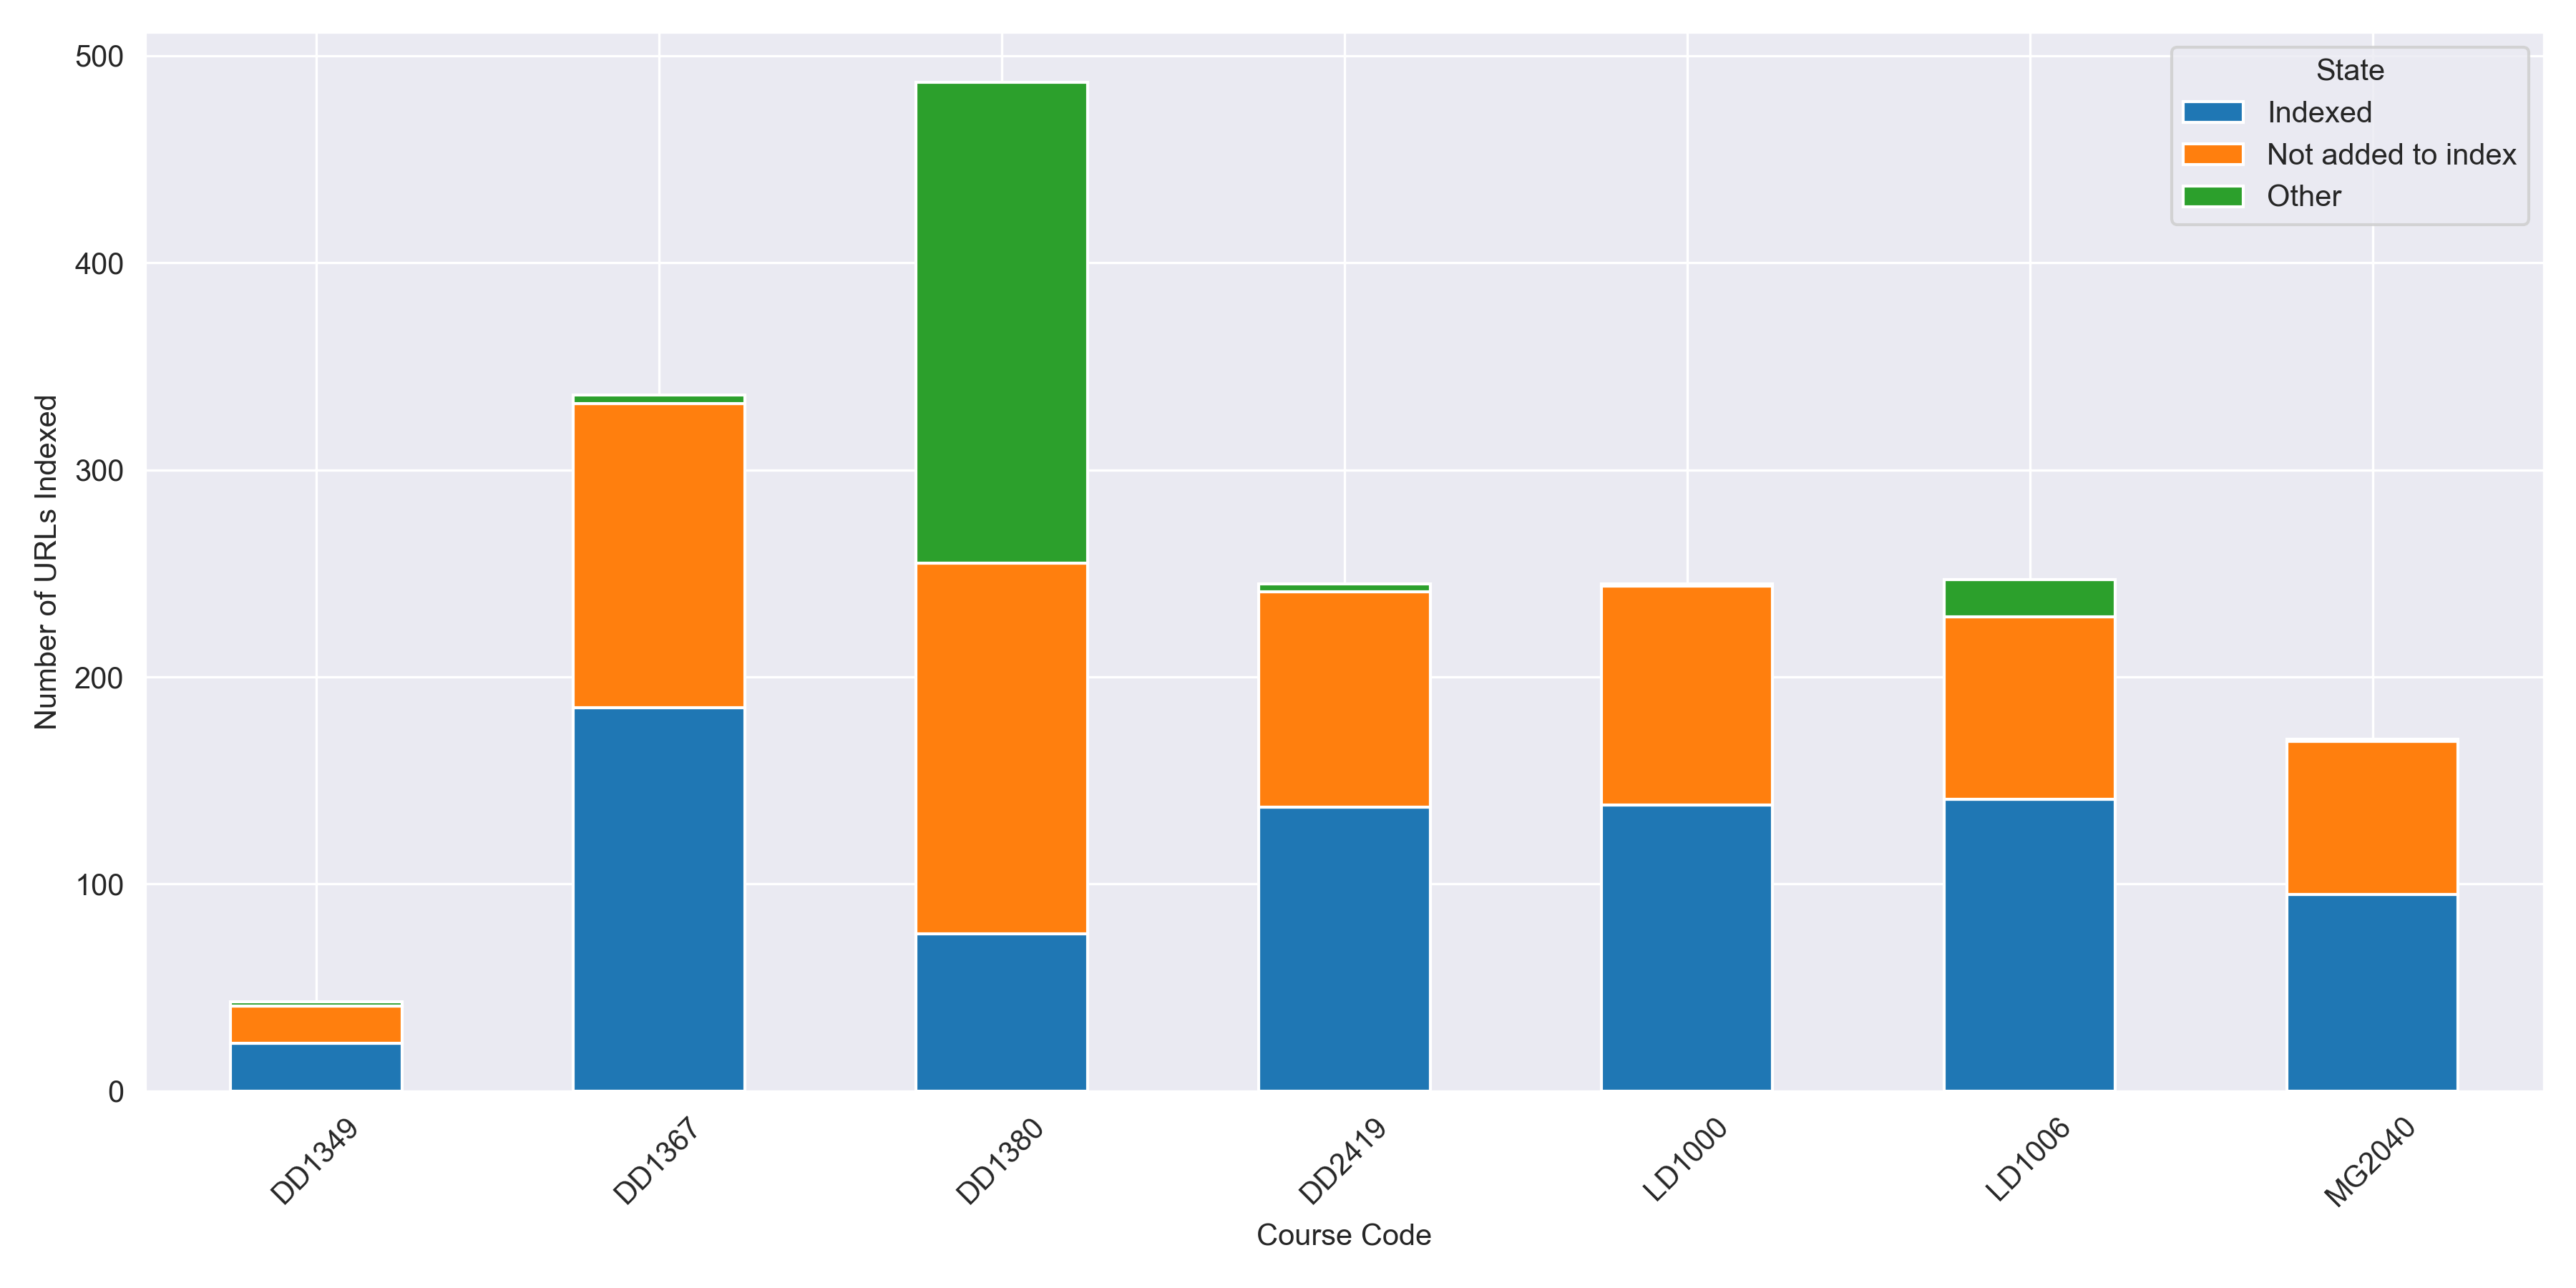 500
400
300
200
100
0
Number of URLs Indexed
State
Indexed
Not added to index
Other
DD1349
DD1367
DD1380
DD2419
LD1000
LD1006
MG2040
Course Code